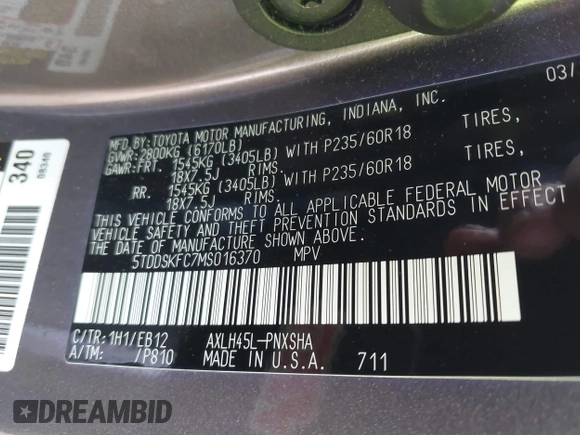 03/
MFD.BY:TOYOTA MOTOR MANUFACTURING, INDIANA, INC.
GVWR:2800KG (6170LB)
GAWR:FRT. 1545KG (3405LB) WITH P235/60R18 TIRES,
18X7.5J RIMS.
RR. 1545KG (3405LB) WITH P235/60R18 TIRES,
18X7.5J RIMS.
THIS VEHICLE CONFORMS TO ALL APPLICABLE FEDERAL MOTOR
VEHICLE SAFETY AND THEFT PREVENTION STANDARDS IN EFFECT
ON THE DATE OF MANUFACTURE SHOWN ABOVE.
5TDDSKFC7MS016370 MPV
C/TR:1H1/EB12 AXLH45L-PNXSHA
A/TM: /P810 MADE IN U.S.A. 711
340
08340
DREAMBID